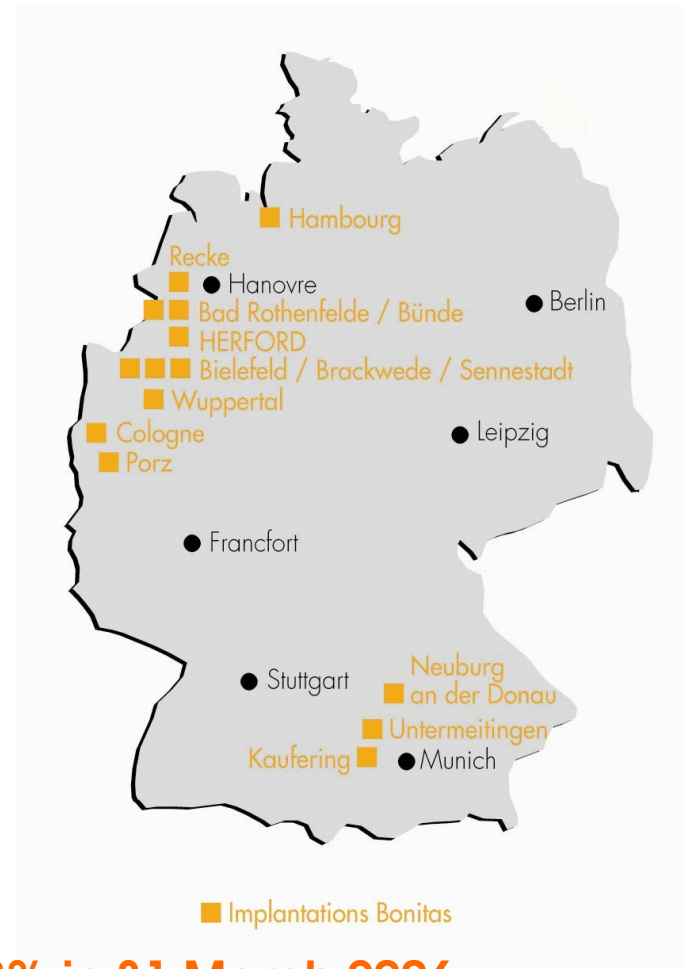 Hambourg
Recke
Hanovre
Berlin
Bad Rothenfelde / Bünde
HERFORD
Bielefeld / Brackwede / Sennestadt
Wuppertal
Cologne
Leipzig
Porz
Francfort
Neuburg
an der Donau
Stuttgart
Untermeitingen
Kaufering
Munich
Implantations Bonitas